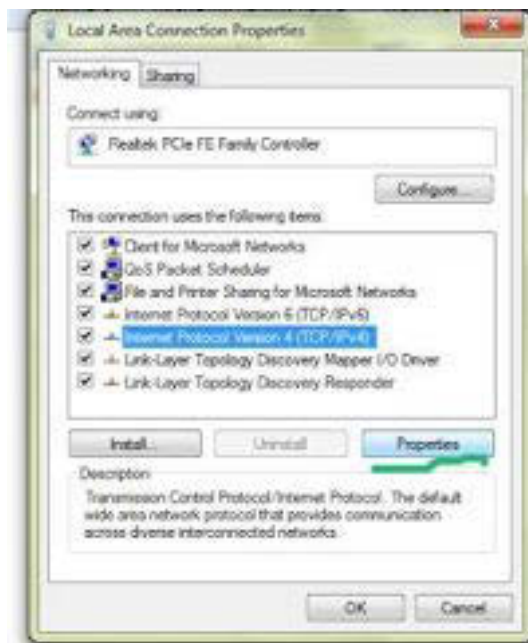 Local Area Connection Properties
Networking Sharing
Connect using:
Realtek PCIe FE Family Controller
Configure...
This connection uses the following items:
Client for Microsoft Networks
QoS Packet Scheduler
File and Printer Sharing for Microsoft Networks
Internet Protocol Version 6 (TCP/IPv6)
Internet Protocol Version 4 (TCP/IPv4)
Link-Layer Topology Discovery Mapper I/O Driver
Link-Layer Topology Discovery Responder
Install... Uninstall Properties
Description
Transmission Control Protocol/Internet Protocol. The default
wide area network protocol that provides communication
across diverse interconnected networks.
OK Cancel